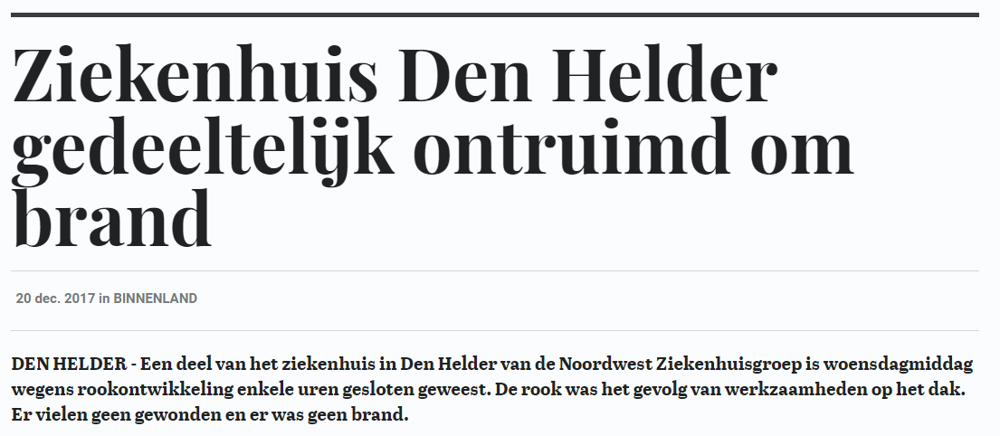 Ziekenhuis Den Helder
gedeeltelijk ontruimd om
brand
20 dec. 2017 in BINNENLAND
DEN HELDER - Een deel van het ziekenhuis in Den Helder van de Noordwest Ziekenhuisgroep is woensdagmiddag
wegens rookontwikkeling enkele uren gesloten geweest. De rook was het gevolg van werkzaamheden op het dak.
Er vielen geen gewonden en er was geen brand.